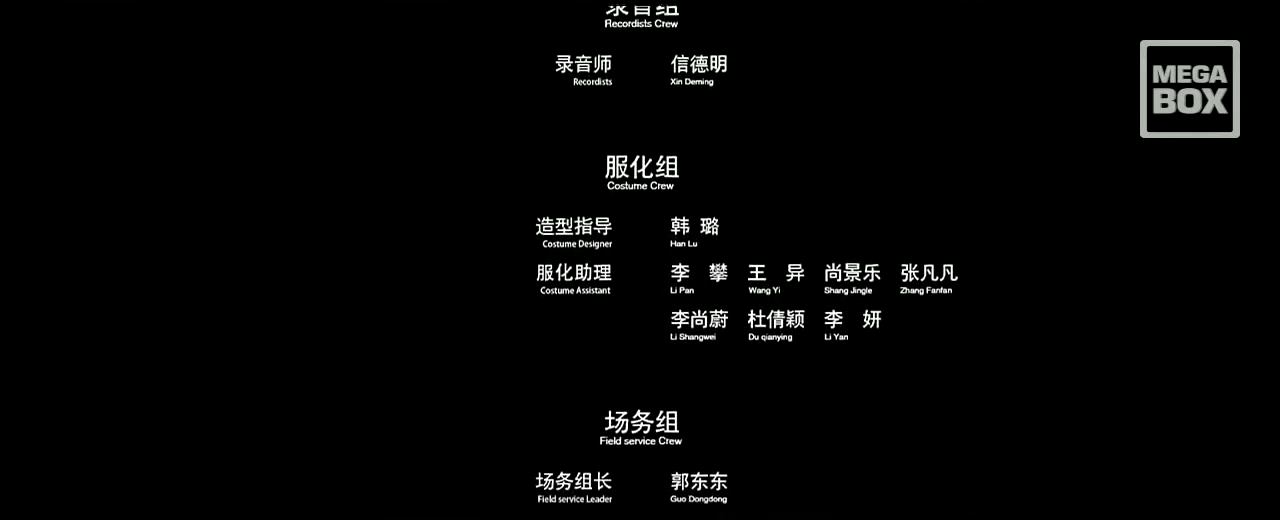 录音组
Recordists Crew
录音师 信德明
Recordists Xin Deming
MEGA
BOX
服化组
Costume Crew
造型指导 韩 璐
Costume Designer Han Lu
服化助理 李 攀 王 异 尚景乐 张凡凡
Costume Assistant Li Pan Wang Yi Shang Jingle Zhang Fanfan
李尚蔚 杜倩颖 李 妍
Li Shangwei Du qianying Li Yan
场务组
Field service Crew
场务组长 郭东东
Field service Leader Guo Dongdong